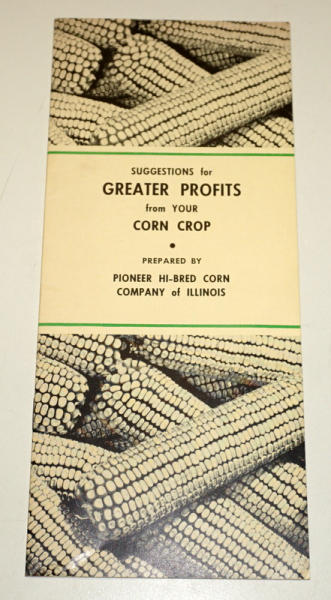 SUGGESTIONS for
GREATER PROFITS
from YOUR
CORN CROP
•
PREPARED BY
PIONEER HI-BRED CORN
COMPANY of ILLINOIS